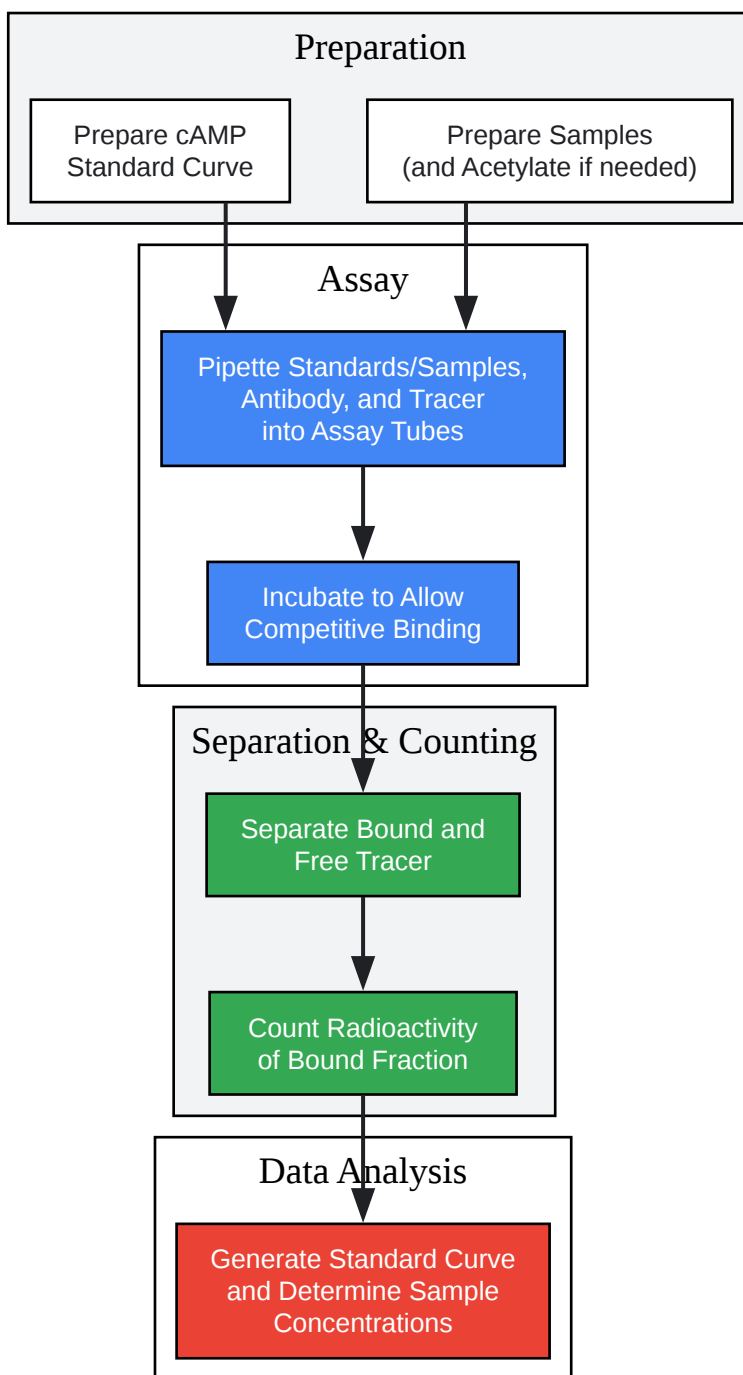 Preparation
Prepare cAMP
Standard Curve
Prepare Samples
(and Acetylate if needed)
Assay
Pipette Standards/Samples,
Antibody, and Tracer
into Assay Tubes
Incubate to Allow
Competitive Binding
Separation & Counting
Separate Bound and
Free Tracer
Count Radioactivity
of Bound Fraction
Data Analysis
Generate Standard Curve
and Determine Sample
Concentrations